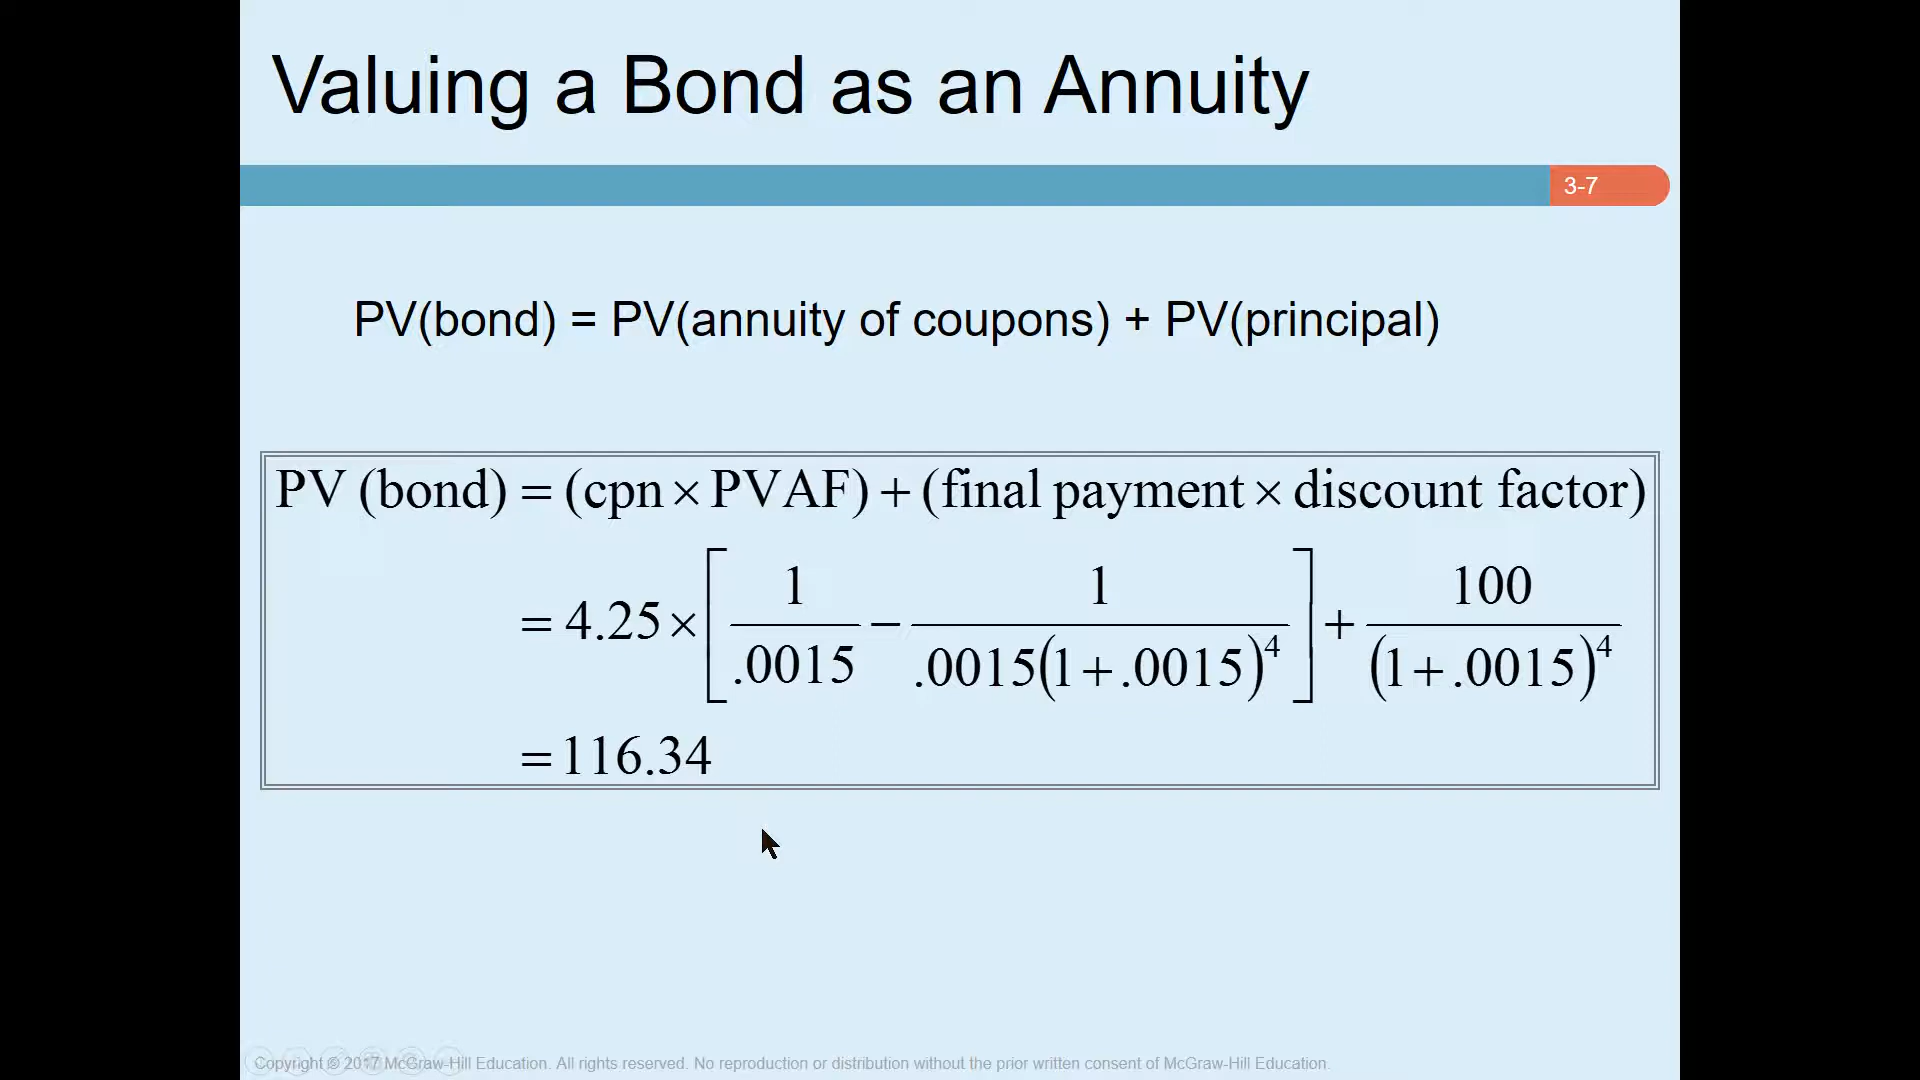 Valuing a Bond as an Annuity
3-7
PV(bond) = PV(annuity of coupons) + PV(principal)
PV (bond) = (cpn × PVAF) + (final payment × discount factor)
= 4.25 × [ 1/.0015 − 1/.0015(1 + .0015)^4 ] + 100/(1 + .0015)^4
= 116.34
Copyright © 2017 McGraw-Hill Education. All rights reserved. No reproduction or distribution without the prior written consent of McGraw-Hill Education.